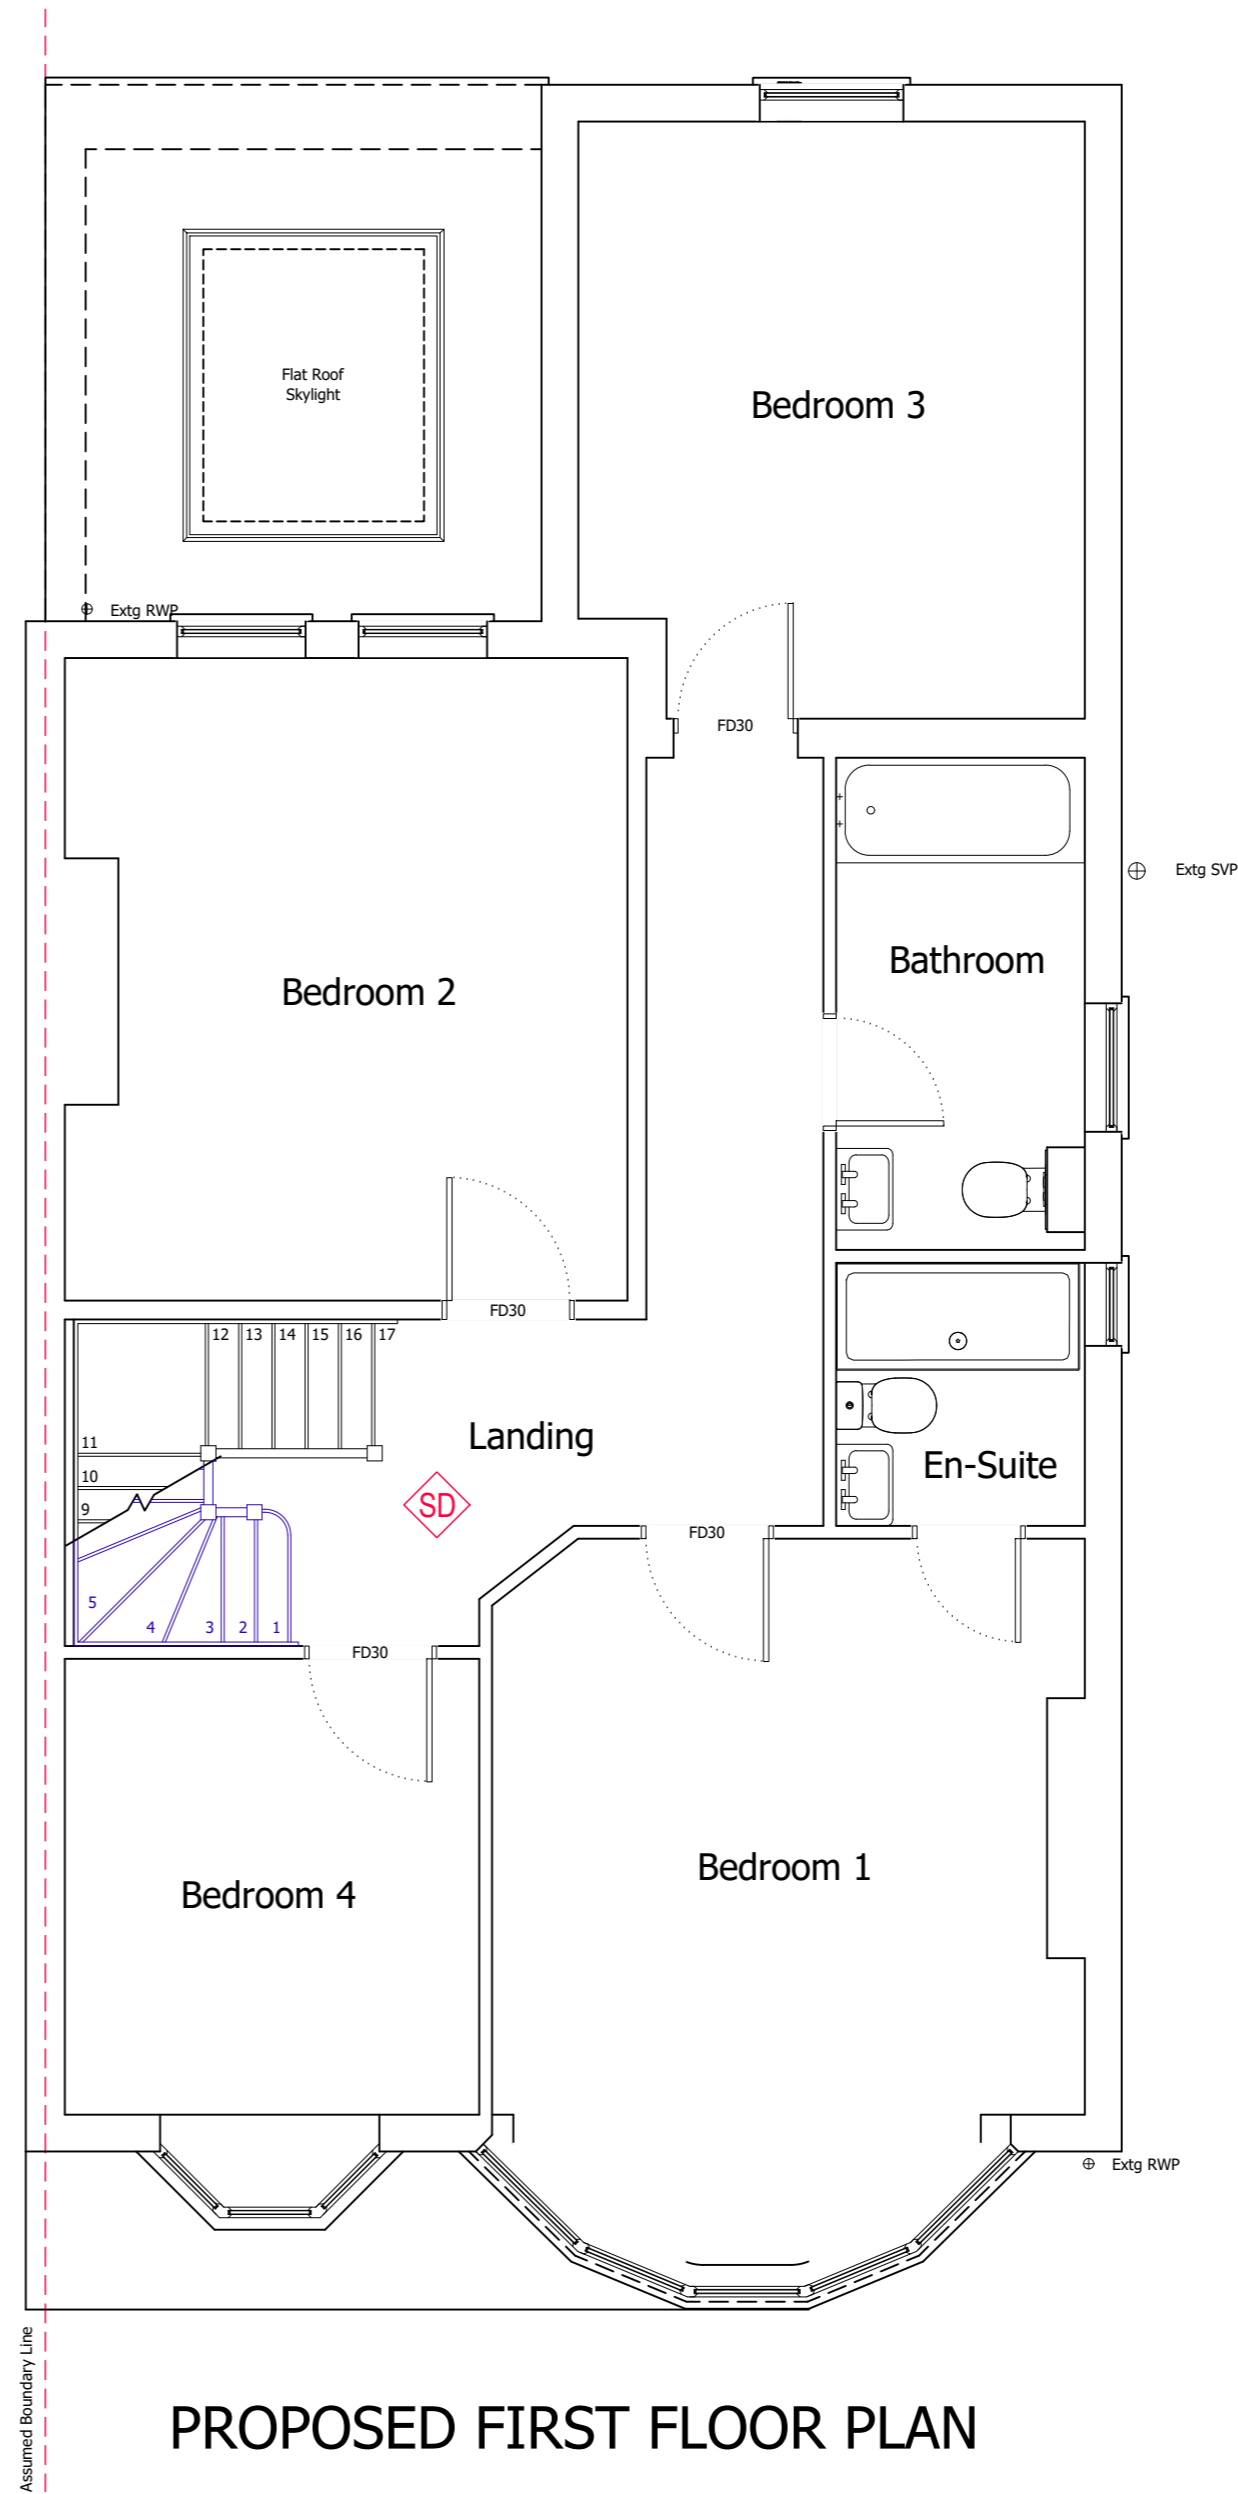 Flat Roof
Skylight
Bedroom 3
Extg RWP
FD30
Extg SVP
Bathroom
Bedroom 2
FD30
12 13 14 15 16 17
11
10
9
Landing
En-Suite
SD
FD30
5
4 3 2 1
FD30
Bedroom 1
Bedroom 4
Extg RWP
Assumed Boundary Line
PROPOSED FIRST FLOOR PLAN